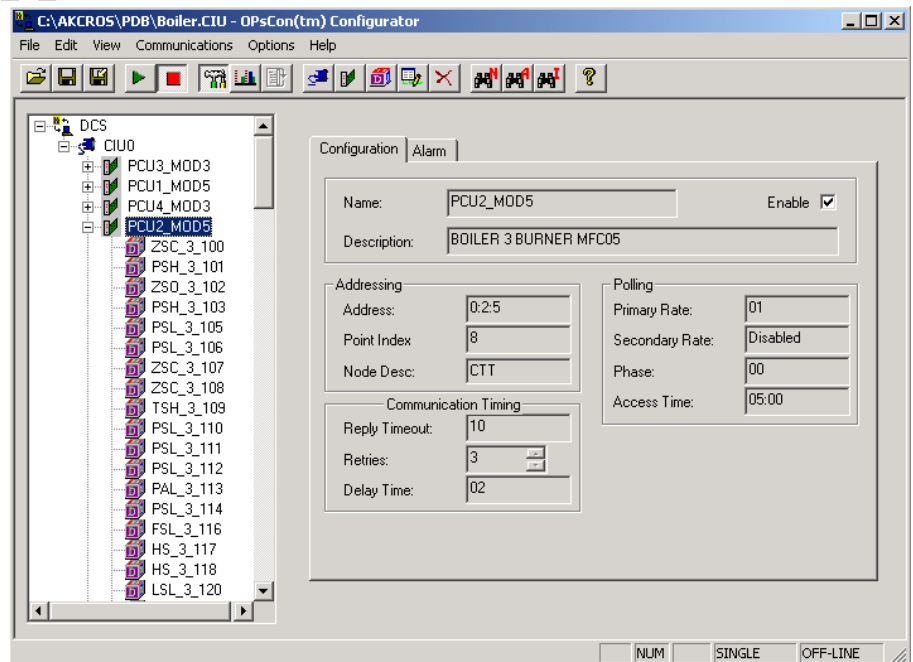 C:\AKCROS\PDB\Boiler.CIU - OPsCon(tm) Configurator
File Edit View Communications Options Help
DCS
CIU0
PCU3_MOD3
PCU1_MOD5
PCU4_MOD3
PCU2_MOD5
ZSC_3_100
PSH_3_101
ZSO_3_102
PSH_3_103
PSL_3_105
PSL_3_106
ZSC_3_107
ZSC_3_108
TSH_3_109
PSL_3_110
PSL_3_111
PSL_3_112
PAL_3_113
PSL_3_114
FSL_3_116
HS_3_117
HS_3_118
LSL_3_120
Configuration Alarm
Name: PCU2_MOD5 Enable
Description: BOILER 3 BURNER MFC05
Addressing
Address: 0:2:5
Point Index 8
Node Desc: CTT
Communication Timing
Reply Timeout: 10
Retries: 3
Delay Time: 02
Polling
Primary Rate: 01
Secondary Rate: Disabled
Phase: 00
Access Time: 05:00
NUM SINGLE OFF-LINE